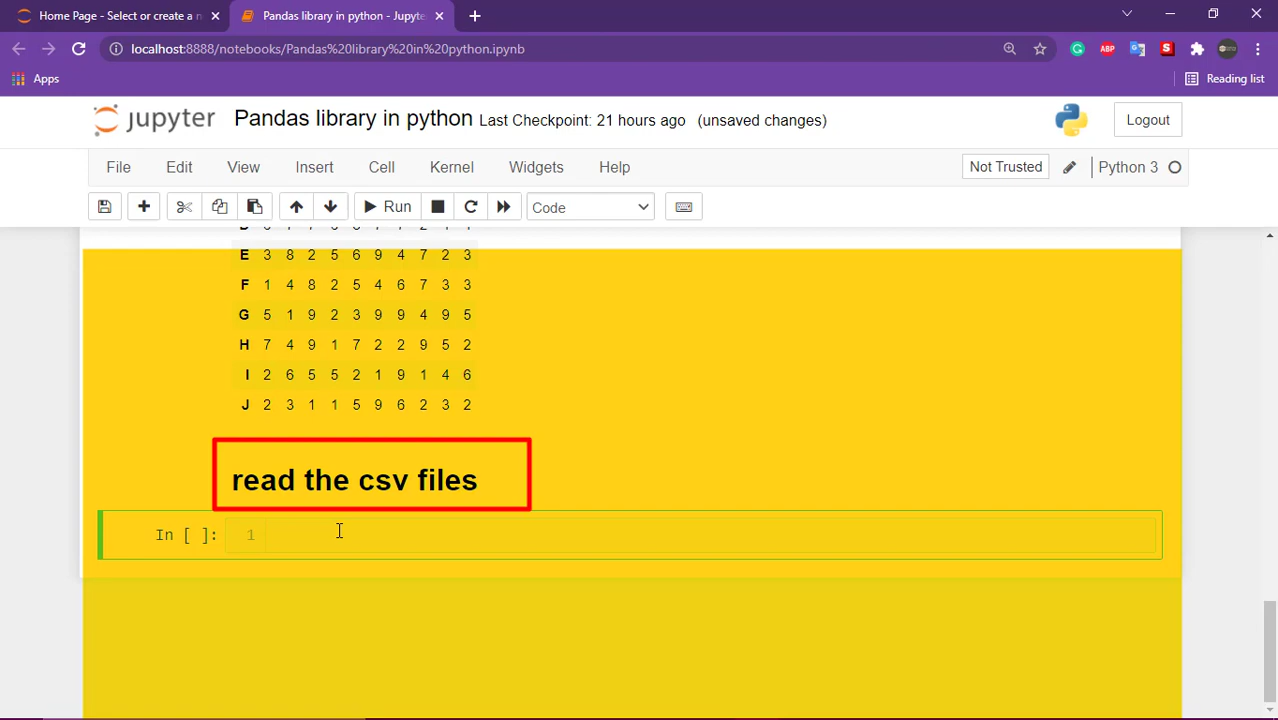 Home Page - Select or create a n
Pandas library in python - Jupyte
localhost:8888/notebooks/Pandas%20library%20in%20python.ipynb
ABP
S
Apps
Reading list
jupyter
Pandas library in python Last Checkpoint: 21 hours ago (unsaved changes)
Logout
File Edit View Insert Cell Kernel Widgets Help
Not Trusted
Python 3
Run
Code
E 3 8 2 5 6 9 4 7 2 3
F 1 4 8 2 5 4 6 7 3 3
G 5 1 9 2 3 9 9 4 9 5
H 7 4 9 1 7 2 2 9 5 2
I 2 6 5 5 2 1 9 1 4 6
J 2 3 1 1 5 9 6 2 3 2
read the csv files
In [ ]: 1